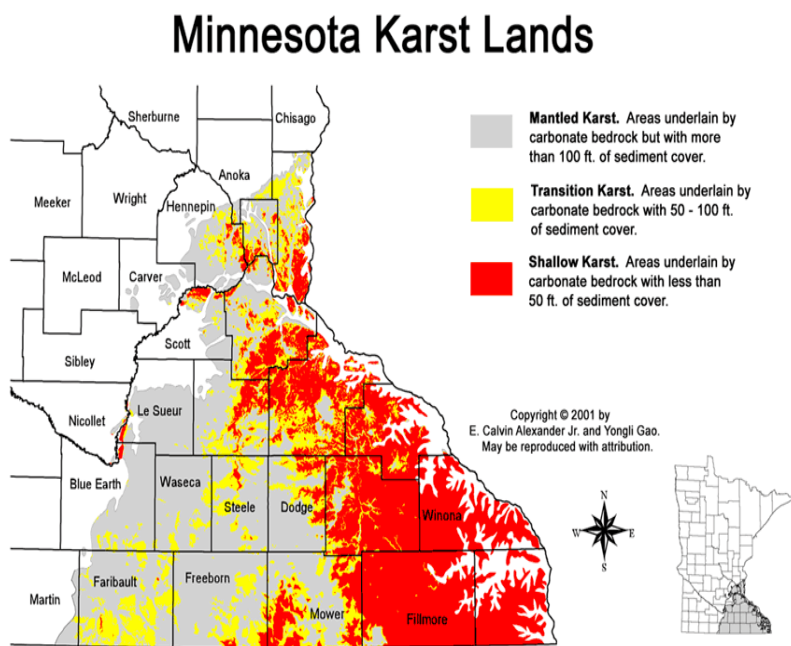 Minnesota Karst Lands
Sherburne
Chisago
Anoka
Meeker
Wright
Hennepin
McLeod
Carver
Scott
Sibley
Nicollet
Le Sueur
Blue Earth
Waseca
Steele
Dodge
Winona
Martin
Faribault
Freeborn
Mower
Fillmore
Mantled Karst. Areas underlain by
carbonate bedrock but with more
than 100 ft. of sediment cover.
Transition Karst. Areas underlain by
carbonate bedrock with 50 - 100 ft.
of sediment cover.
Shallow Karst. Areas underlain by
carbonate bedrock with less than
50 ft. of sediment cover.
Copyright © 2001 by
E. Calvin Alexander Jr. and Yongli Gao.
May be reproduced with attribution.
N
W E
S